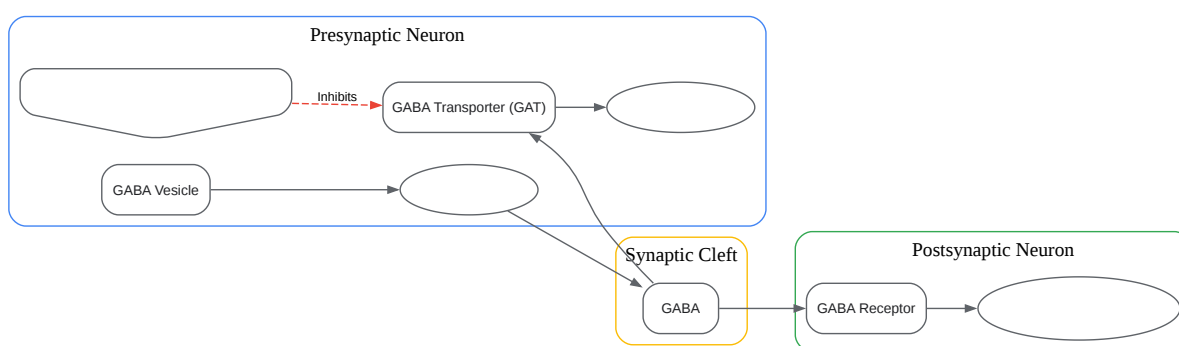 Presynaptic Neuron
Inhibits
GABA Transporter (GAT)
GABA Vesicle
Synaptic Cleft
Postsynaptic Neuron
GABA
GABA Receptor